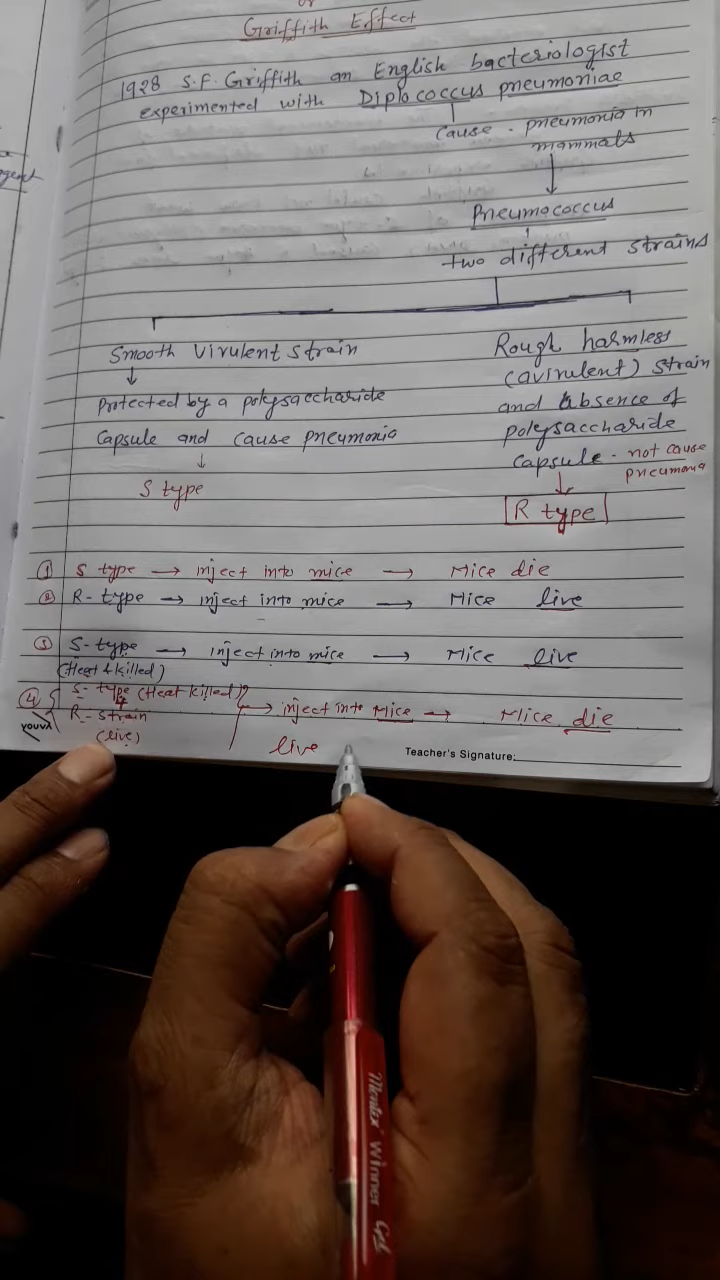 Griffith Effect
1928 S.F. Griffith an English bacteriologist
experimented with Diplococcus pneumoniae
cause - pneumonia in
mammals
Pneumococcus
two different strains
Smooth Virulent strain
Protected by a polysaccharide
Capsule and cause pneumonia
S type
Rough harmless
(avirulent) strain
and absence of
polysaccharide
Capsule - not cause
pneumonia
R type
① S type → inject into mice → Mice die
② R-type → inject into mice → Mice live
③ S-type → inject into mice → Mice live
(Heat & killed)
④ S-type (Heat killed)
R-strain
(live)
→ inject into Mice → Mice die
live
youva
Teacher's Signature:
Montex Winner Gel